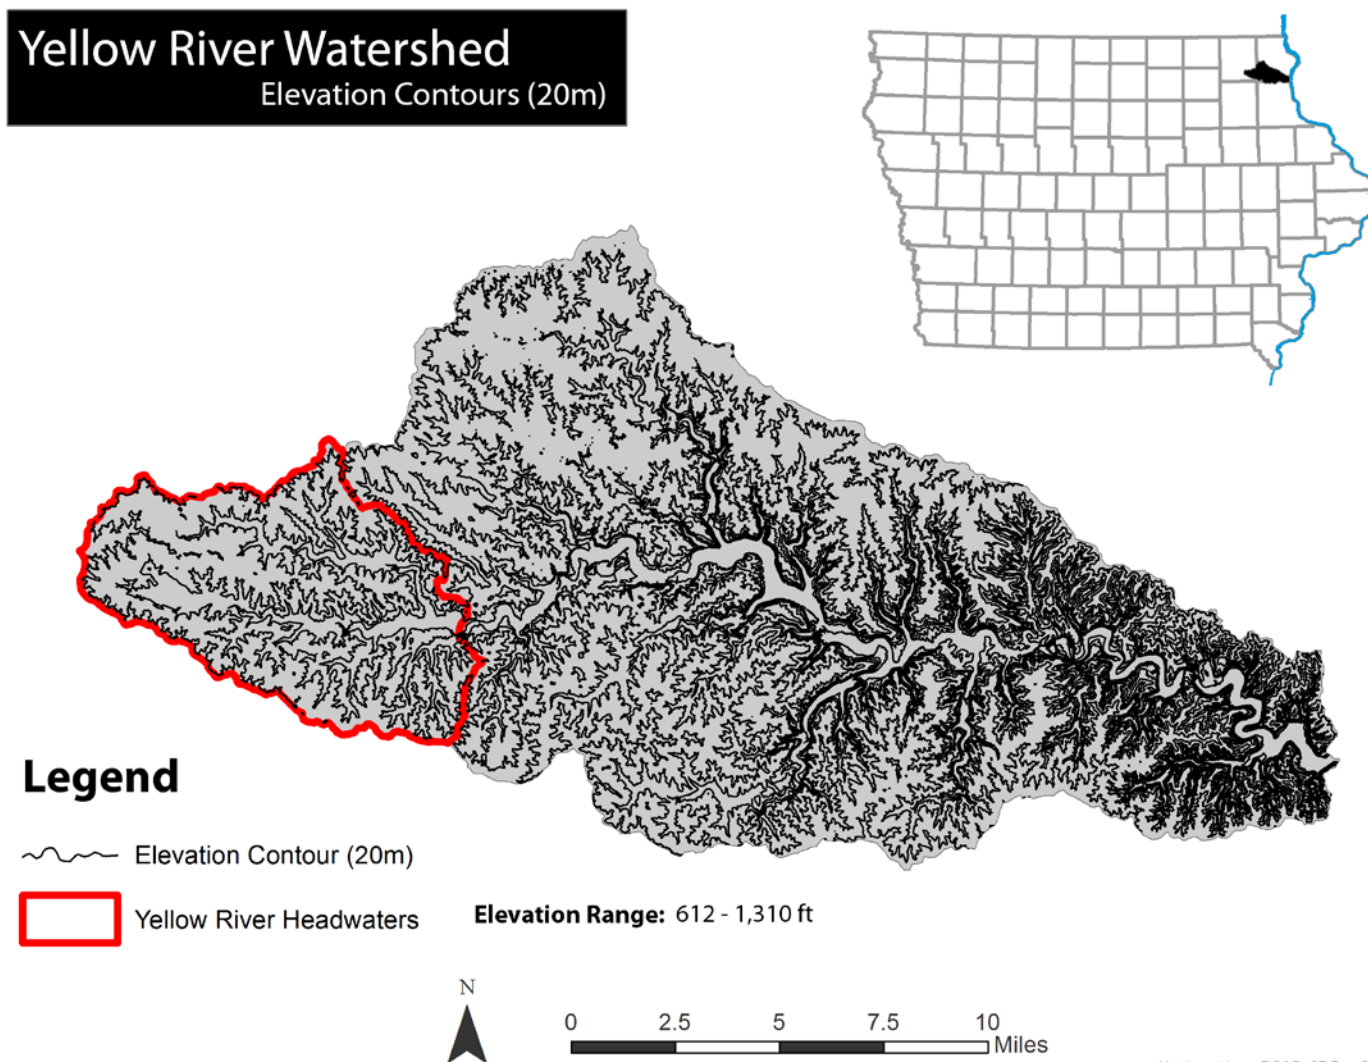 Yellow River Watershed
Elevation Contours (20m)
Legend
Elevation Contour (20m)
Yellow River Headwaters
Elevation Range: 612 - 1,310 ft
N
0 2.5 5 7.5 10
Miles